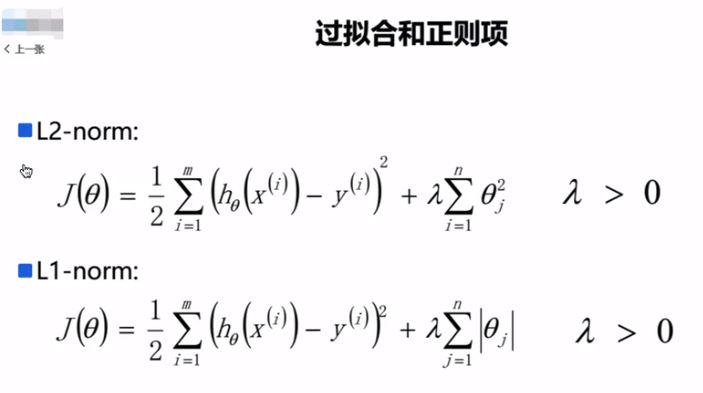 过拟合和正则项
< 上一张
L2-norm:
J(θ) = 1/2 ∑_{i=1}^{m} (h_θ(x^{(i)}) − y^{(i)})^2 + λ∑_{i=1}^{n} θ_j^2   λ > 0
L1-norm:
J(θ) = 1/2 ∑_{i=1}^{m} (h_θ(x^{(i)}) − y^{(i)})^2 + λ∑_{j=1}^{n} |θ_j|   λ > 0